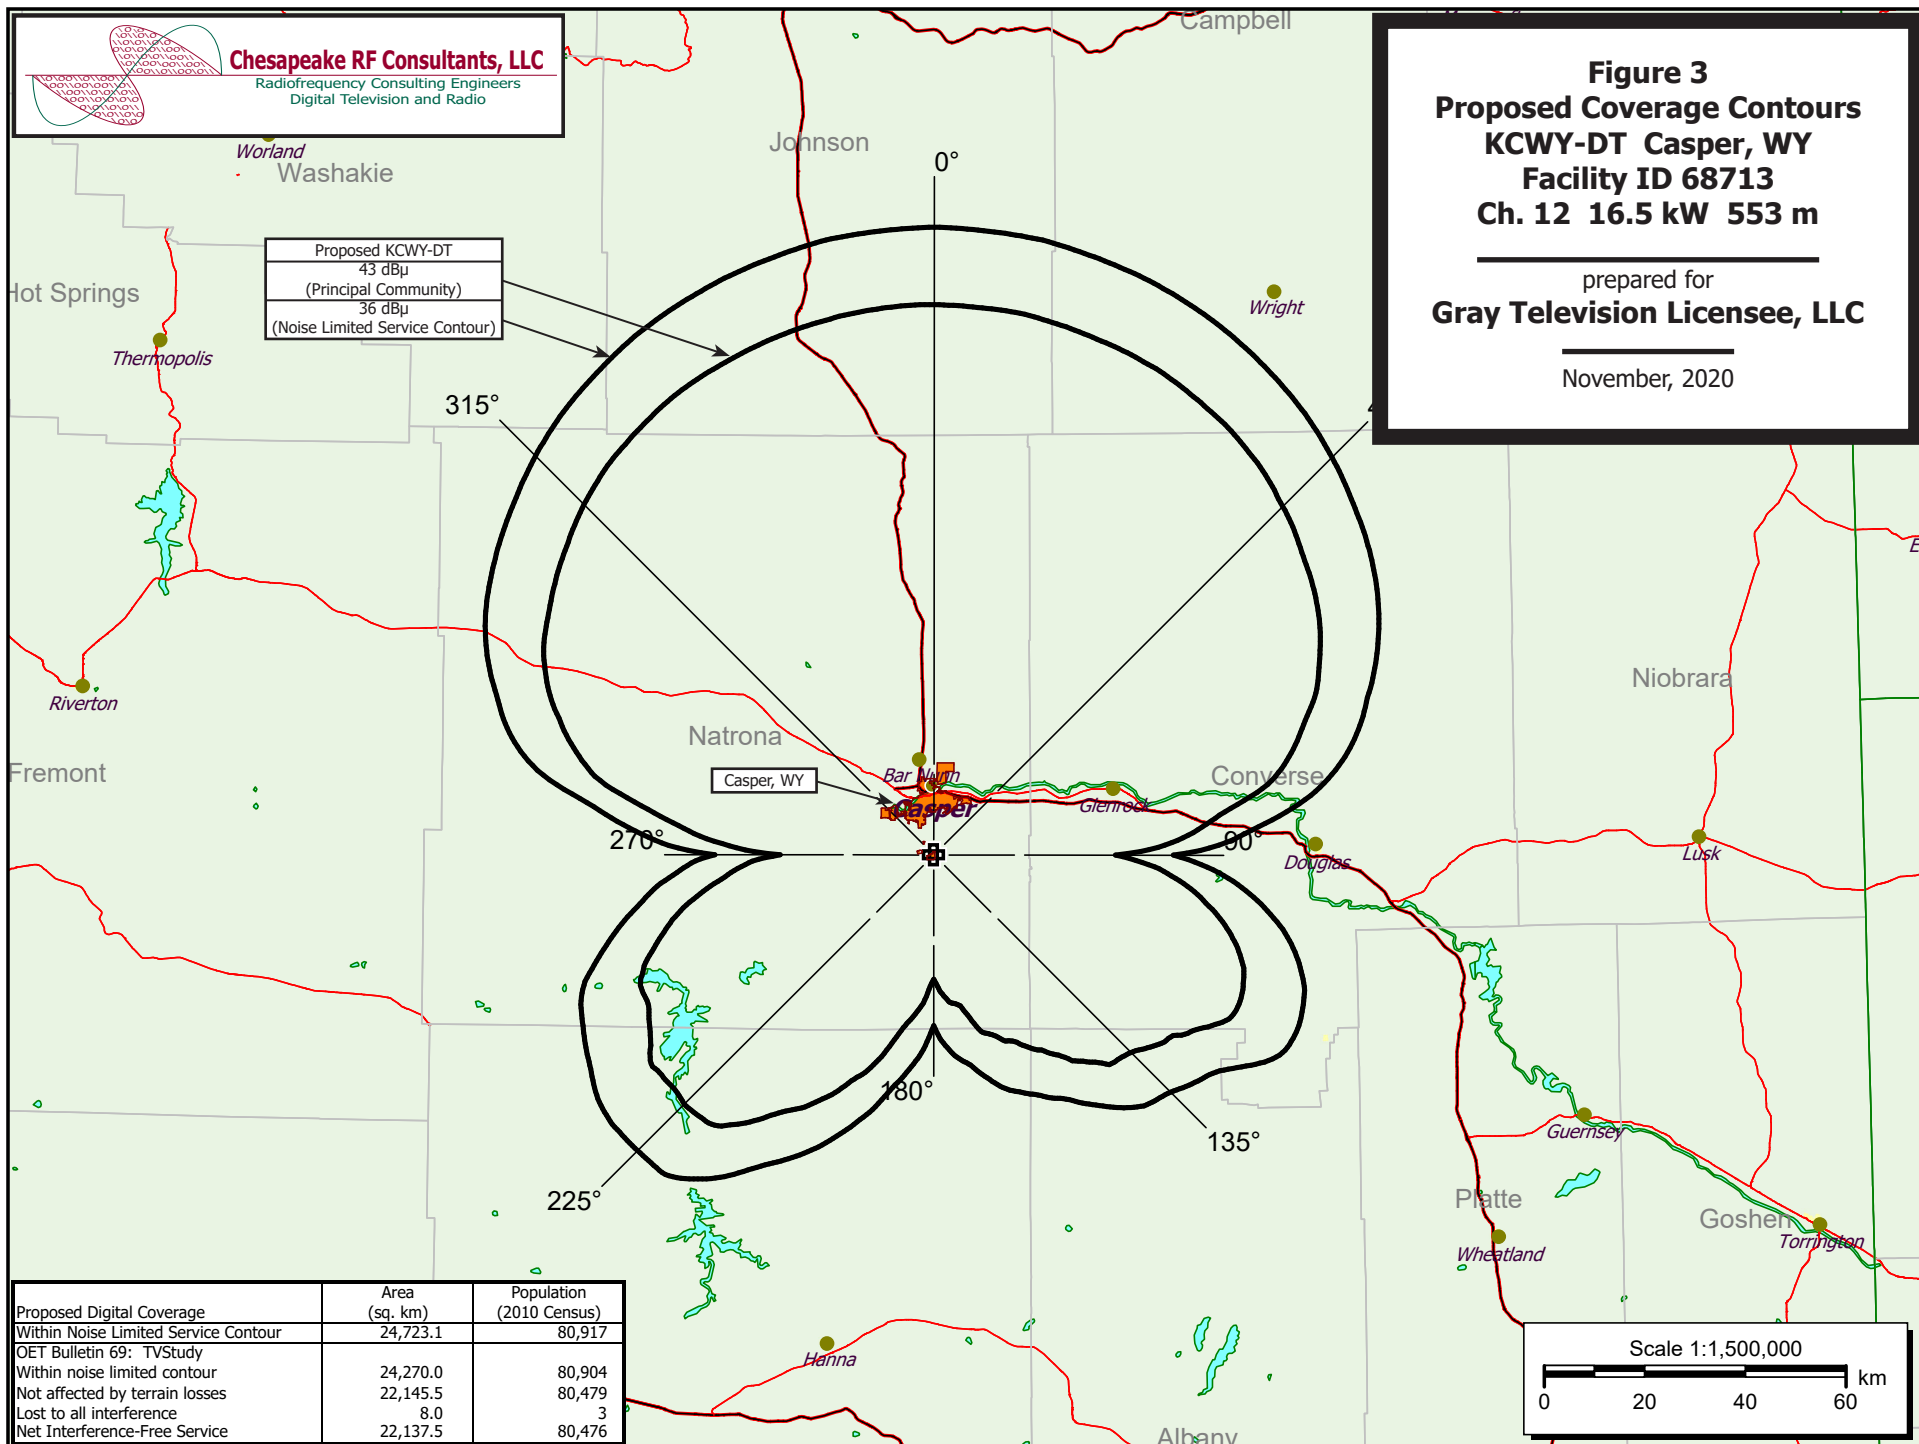 Chesapeake RF Consultants, LLC
Radiofrequency Consulting Engineers
Digital Television and Radio
Figure 3
Proposed Coverage Contours
KCWY-DT Casper, WY
Facility ID 68713
Ch. 12 16.5 kW 553 m
prepared for
Gray Television Licensee, LLC
November, 2020
Campbell
Johnson
Worland
Washakie
0°
Proposed KCWY-DT
43 dBµ
(Principal Community)
36 dBµ
(Noise Limited Service Contour)
Hot Springs
Wright
Thermopolis
315°
Niobrara
Riverton
Natrona
Fremont
Converse
Bar Nunn
Casper, WY
Casper
Glenrock
270°
90°
Douglas
Lusk
180°
135°
225°
Guernsey
Platte
Goshen
Wheatland
Torrington
Hanna
Albany
Proposed Digital Coverage Area (sq. km) Population (2010 Census)
Within Noise Limited Service Contour 24,723.1 80,917
OET Bulletin 69: TVStudy
Within noise limited contour 24,270.0 80,904
Not affected by terrain losses 22,145.5 80,479
Lost to all interference 8.0 3
Net Interference-Free Service 22,137.5 80,476
Scale 1:1,500,000
km
0 20 40 60